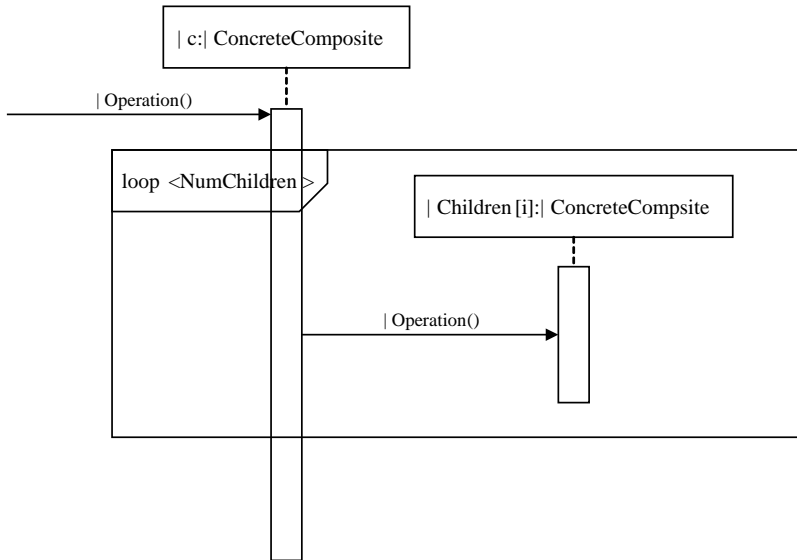 | c:| ConcreteComposite
| Operation()
loop <NumChildren>
| Children [i]:| ConcreteCompsite
| Operation()